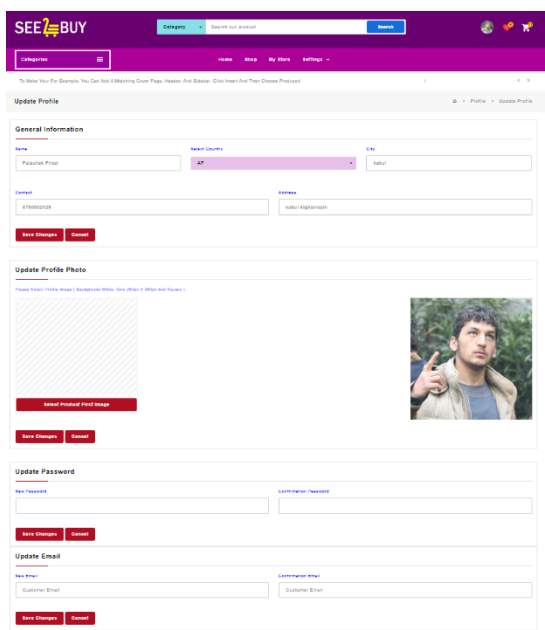 SEE2BUY
Category
Search our product
Search
Categories
Home Shop My Store Settings
To Make Your For Example, You Can Add A Matching Cover Page, Header, And Sidebar, Click Insert And Then Choose Produced
Update Profile
Profile Update Profile
General Information
Name
Select Country
City
AF
kabul
Contact
Address
kabul Afghanistan
Save Changes Cancel
Update Profile Photo
Select Product First Image
Save Changes Cancel
Update Password
New Password
Confirmation Password
Save Changes Cancel
Update Email
New Email
Confirmation Email
Customer Email
Customer Email
Save Changes Cancel